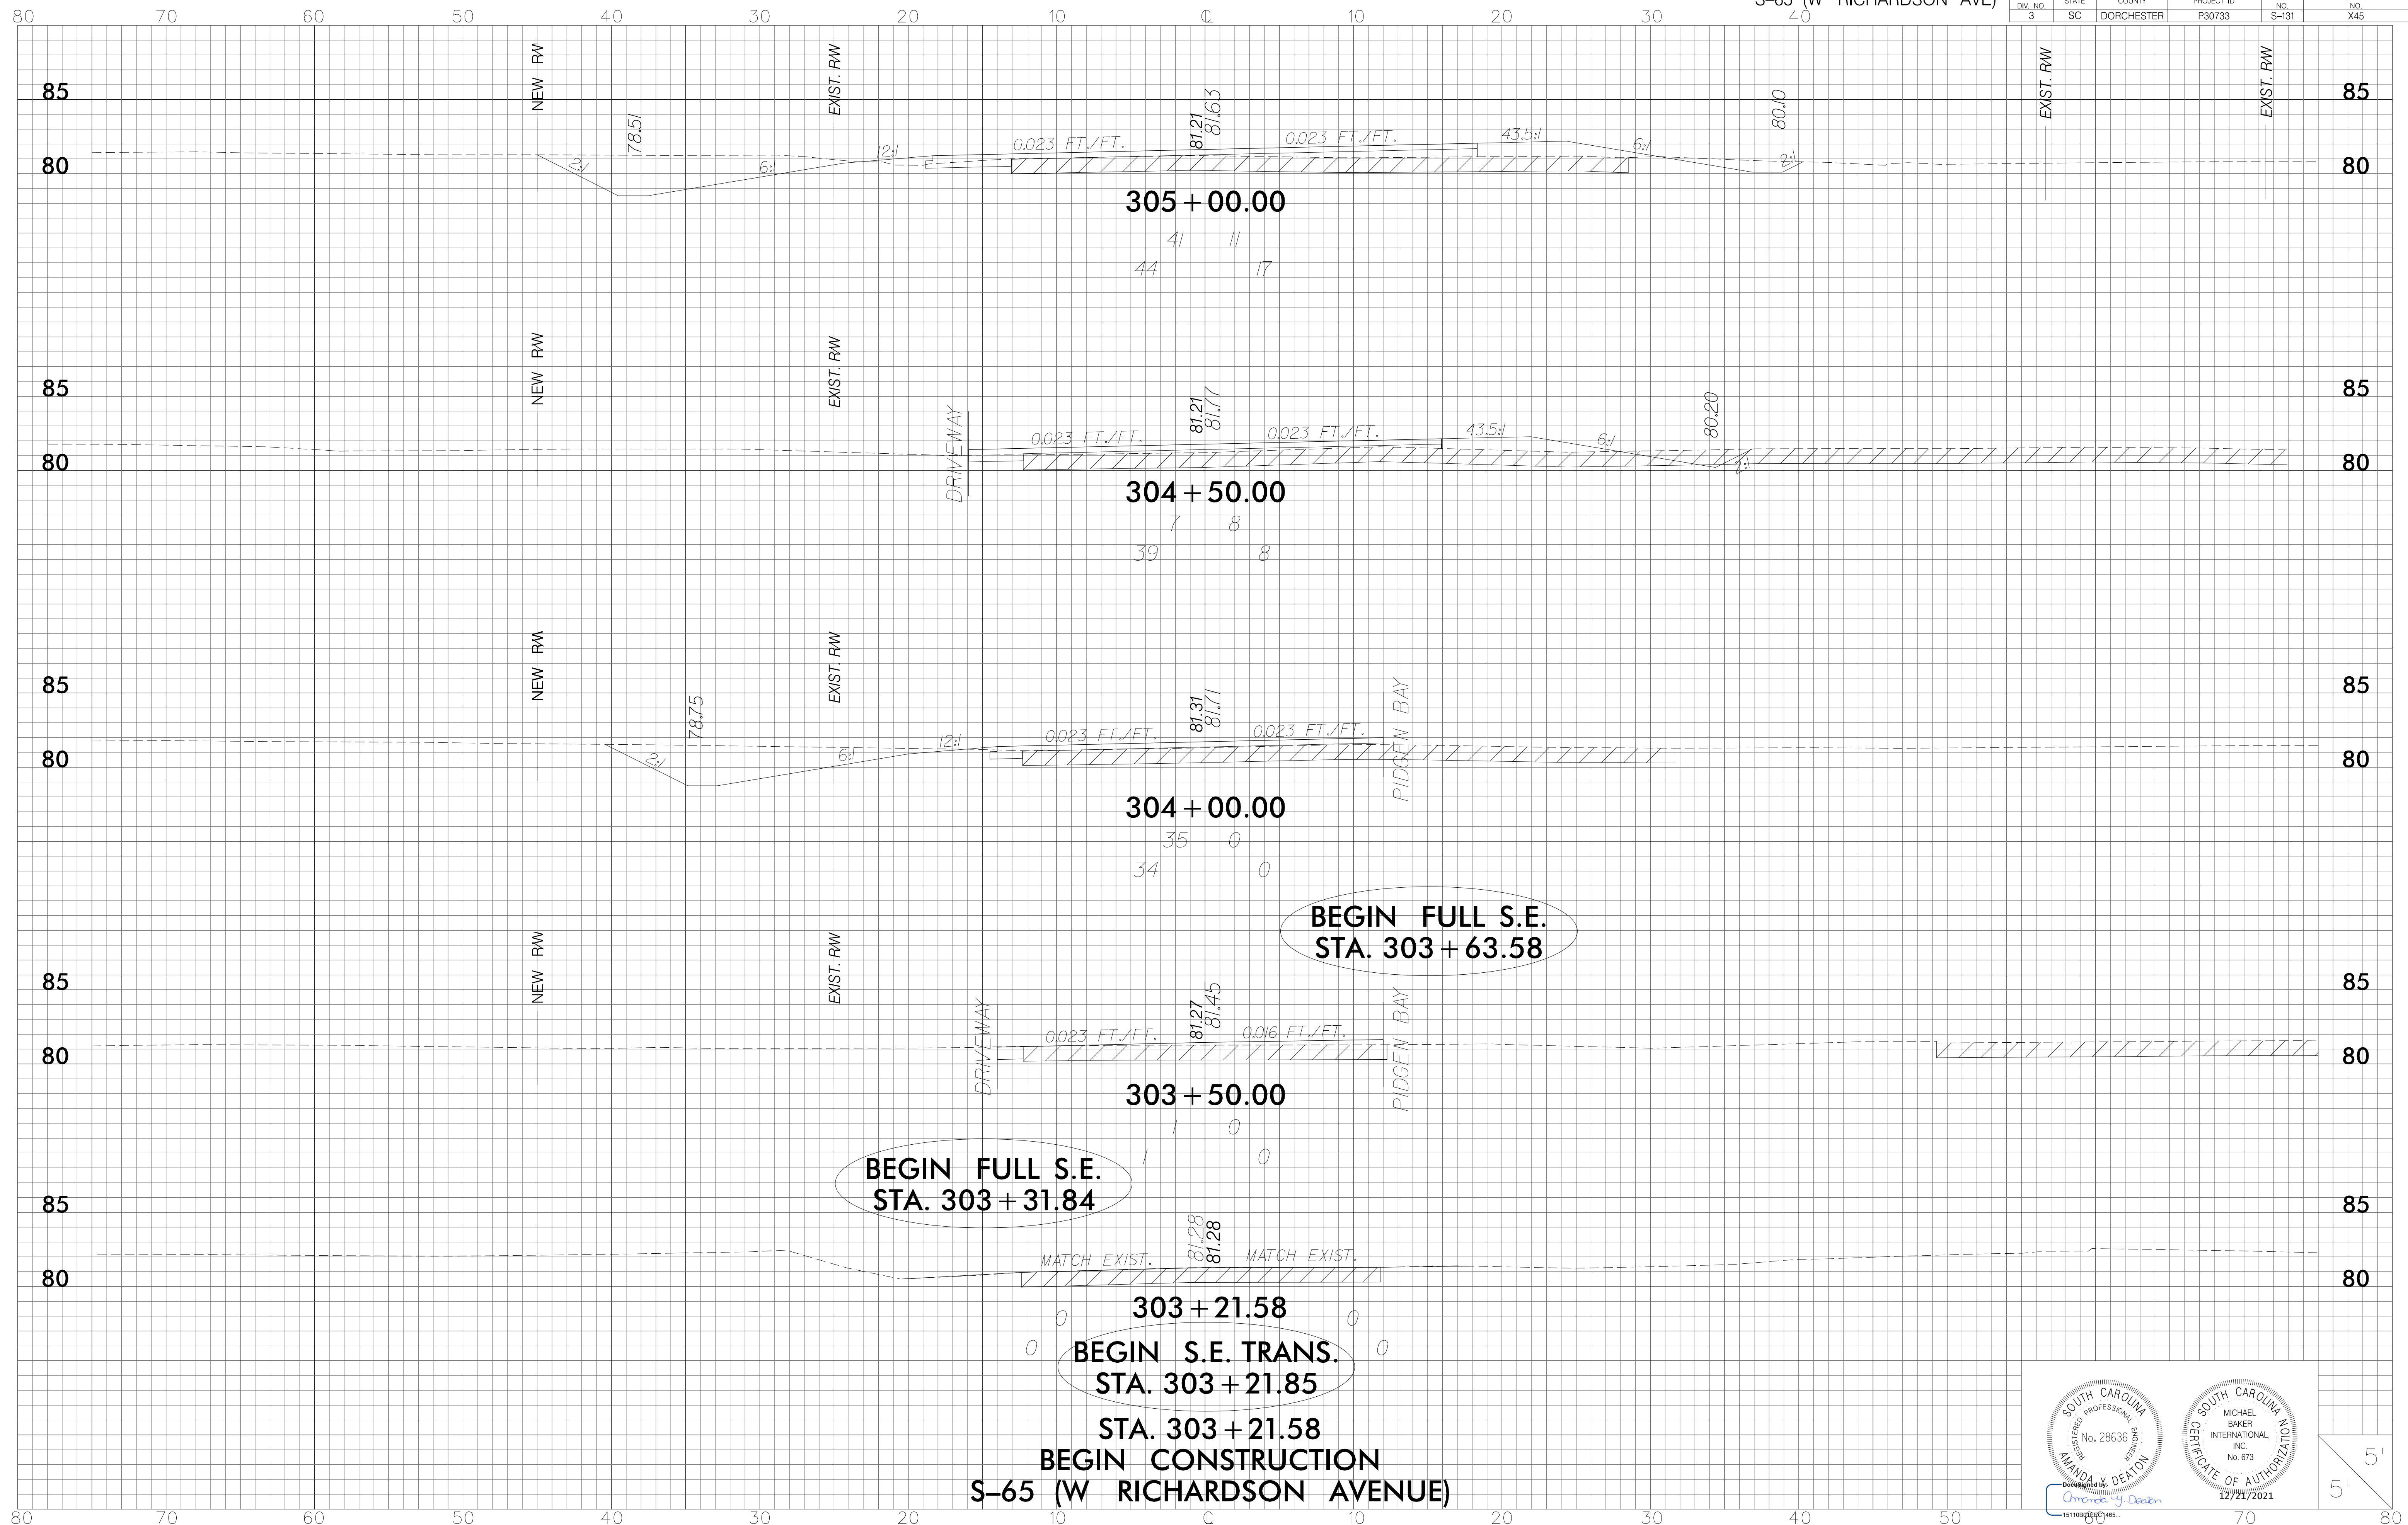 80 70 60 50 40 30 20 10 ℄ 10 20 30 40
S-65 (W RICHARDSON AVE)
DIV. NO. STATE COUNTY PROJECT ID NO. NO.
3 SC DORCHESTER P30733 S-131 X45
NEW R/W
EXIST. R/W
EXIST. R/W
EXIST. R/W
85
85
78.51
81.21
81.63
80.10
80
80
2:1
6:1
12:1
0.023 FT./FT.
0.023 FT./FT.
43.5:1
6:1
2:1
305+00.00
41 11
44 17
NEW R/W
EXIST. R/W
85
85
DRIVEWAY
81.21
81.77
80.20
80
80
0.023 FT./FT.
0.023 FT./FT.
43.5:1
6:1
2:1
304+50.00
7 8
39 8
NEW R/W
EXIST. R/W
85
85
78.75
81.31
81.71
PIDGEN BAY
80
80
2:1
6:1
12:1
0.023 FT./FT.
0.023 FT./FT.
304+00.00
35 0
34 0
BEGIN FULL S.E.
STA. 303+63.58
NEW R/W
EXIST. R/W
85
85
DRIVEWAY
81.27
81.45
PIDGEN BAY
80
80
0.023 FT./FT.
0.016 FT./FT.
303+50.00
1 0
1 0
BEGIN FULL S.E.
STA. 303+31.84
85
85
81.28
81.28
80
80
MATCH EXIST.
MATCH EXIST.
303+21.58
0 0
0 0
BEGIN S.E. TRANS.
STA. 303+21.85
STA. 303+21.58
BEGIN CONSTRUCTION
S-65 (W RICHARDSON AVENUE)
SOUTH CAROLINA
REGISTERED PROFESSIONAL ENGINEER
No. 28636
AMANDA Y DEATON
DocuSigned by:
Amanda Y. Deaton
SOUTH CAROLINA
CERTIFICATE OF AUTHORIZATION
MICHAEL
BAKER
INTERNATIONAL,
INC.
No. 673
12/21/2021
5'
5'
80 70 60 50 40 30 20 10 ℄ 10 20 30 40 50 60 70 80